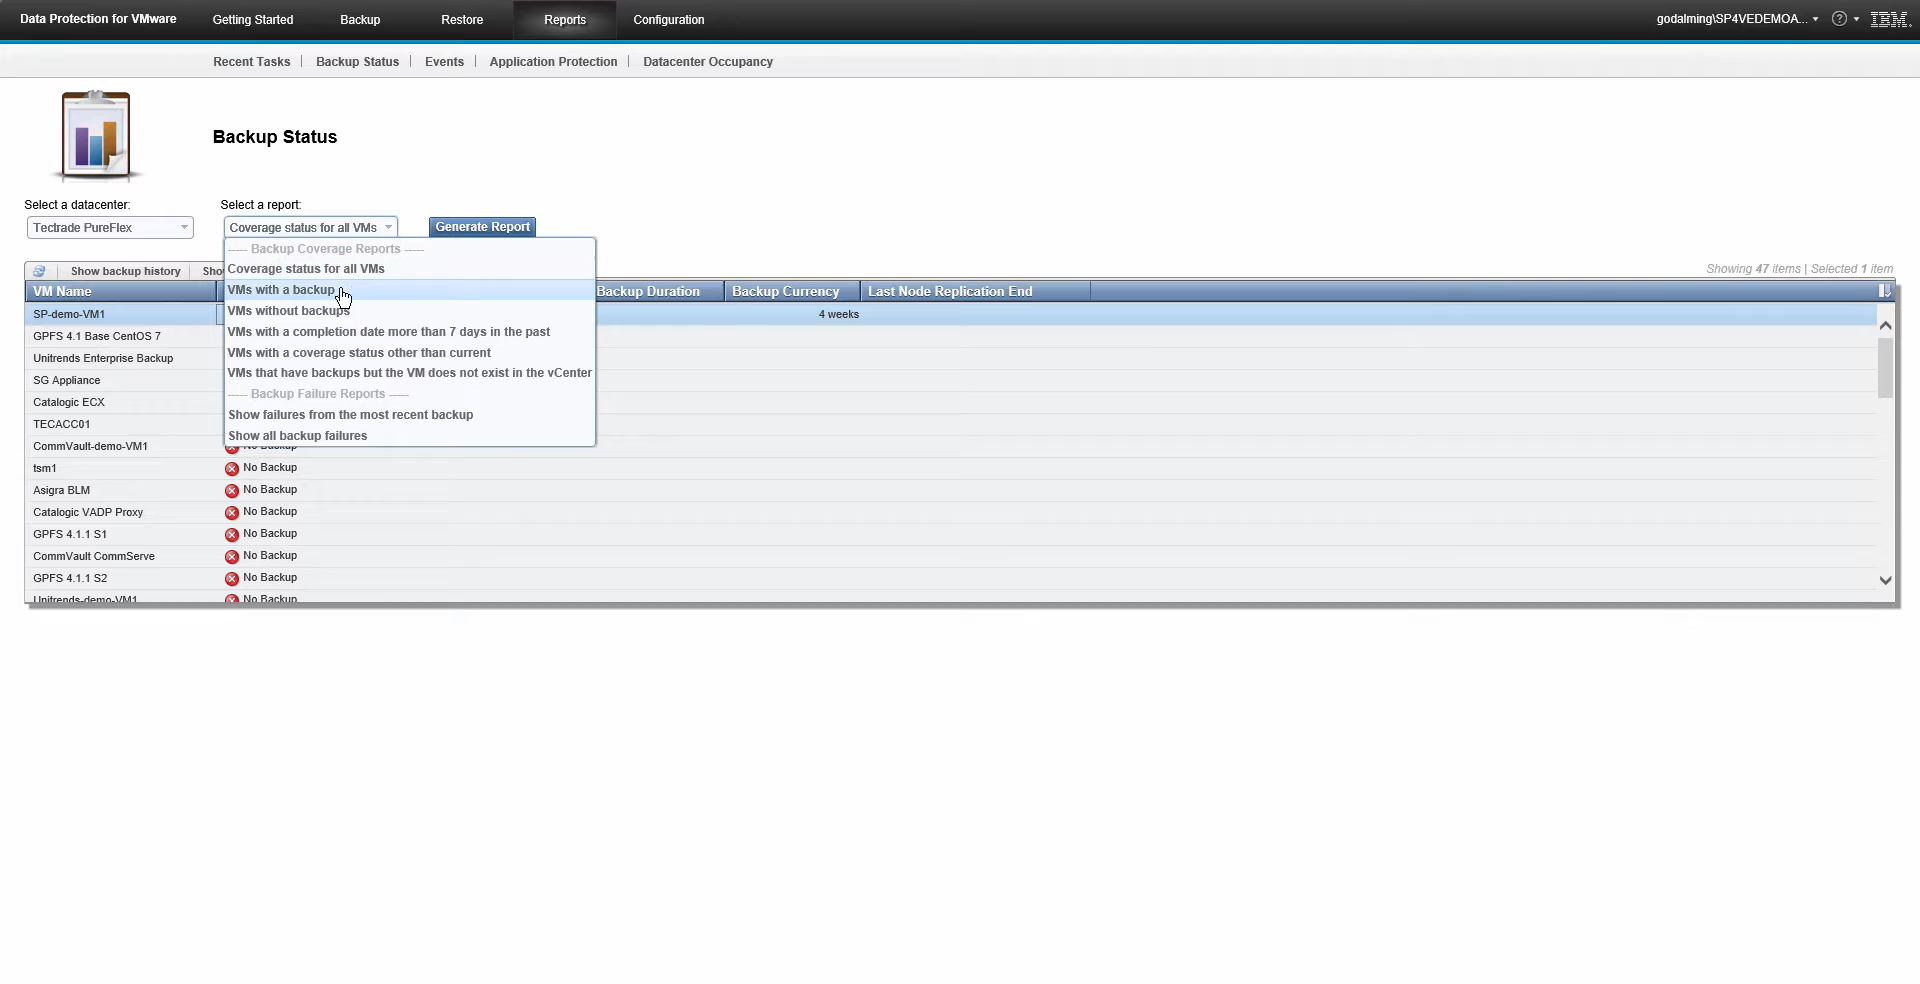 Data Protection for VMware Getting Started Backup Restore Reports Configuration godalming\SP4VEDEMOA... ? IBM
Recent Tasks Backup Status Events Application Protection Datacenter Occupancy
Backup Status
Select a datacenter: Select a report:
Tectrade PureFlex Coverage status for all VMs Generate Report
----- Backup Coverage Reports -----
Coverage status for all VMs
VMs with a backup
VMs without backups
VMs with a completion date more than 7 days in the past
VMs with a coverage status other than current
VMs that have backups but the VM does not exist in the vCenter
----- Backup Failure Reports -----
Show failures from the most recent backup
Show all backup failures
Show backup history Showing 47 items | Selected 1 item
VM Name Backup Duration Backup Currency Last Node Replication End
SP-demo-VM1 4 weeks
GPFS 4.1 Base CentOS 7
Unitrends Enterprise Backup
SG Appliance
Catalogic ECX
TECACC01
CommVault-demo-VM1 No Backup
tsm1 No Backup
Asigra BLM No Backup
Catalogic VADP Proxy No Backup
GPFS 4.1.1 S1 No Backup
CommVault CommServe No Backup
GPFS 4.1.1 S2 No Backup
Unitrends-demo-VM1 No Backup